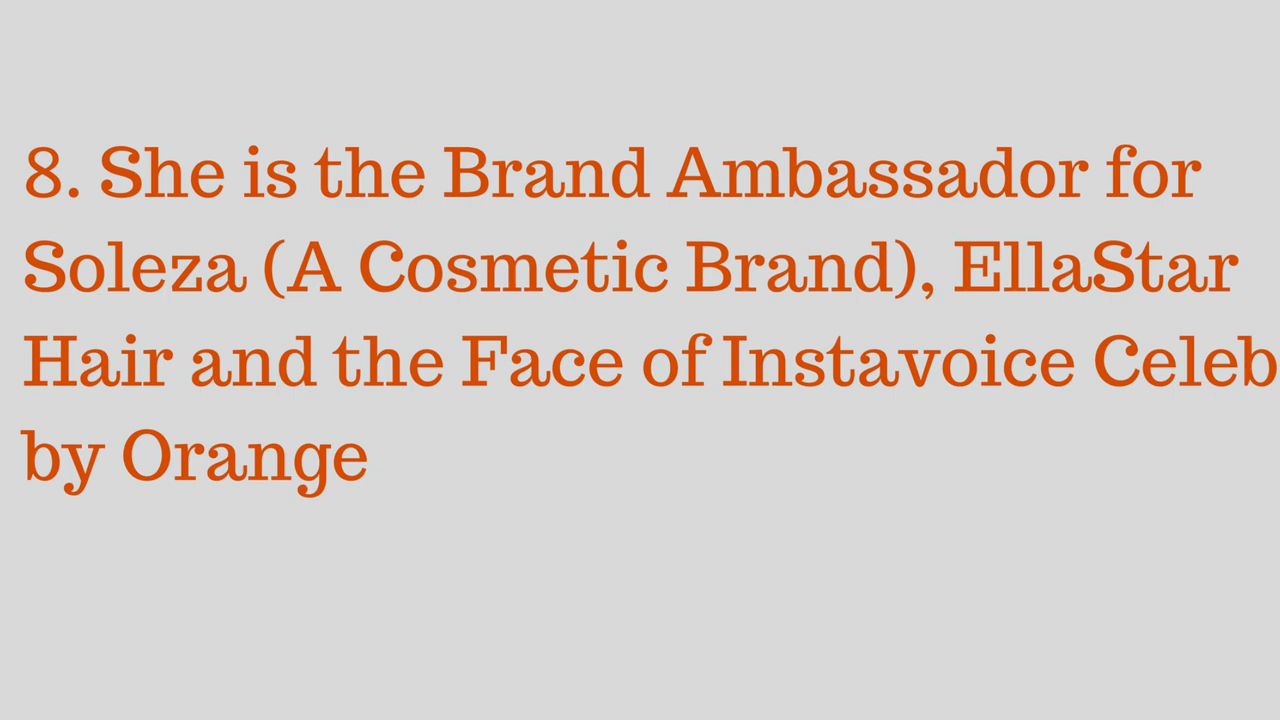 8. She is the Brand Ambassador for
Soleza (A Cosmetic Brand), EllaStar
Hair and the Face of Instavoice Celeb
by Orange